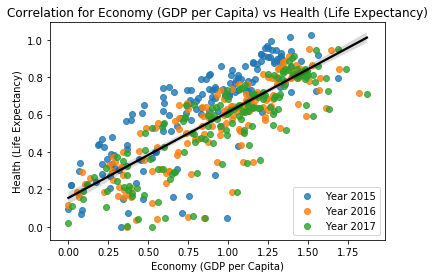 Correlation for Economy (GDP per Capita) vs Health (Life Expectancy)
Health (Life Expectancy)
1.0
0.8
0.6
0.4
0.2
0.0
Year 2015
Year 2016
Year 2017
0.00 0.25 0.50 0.75 1.00 1.25 1.50 1.75
Economy (GDP per Capita)